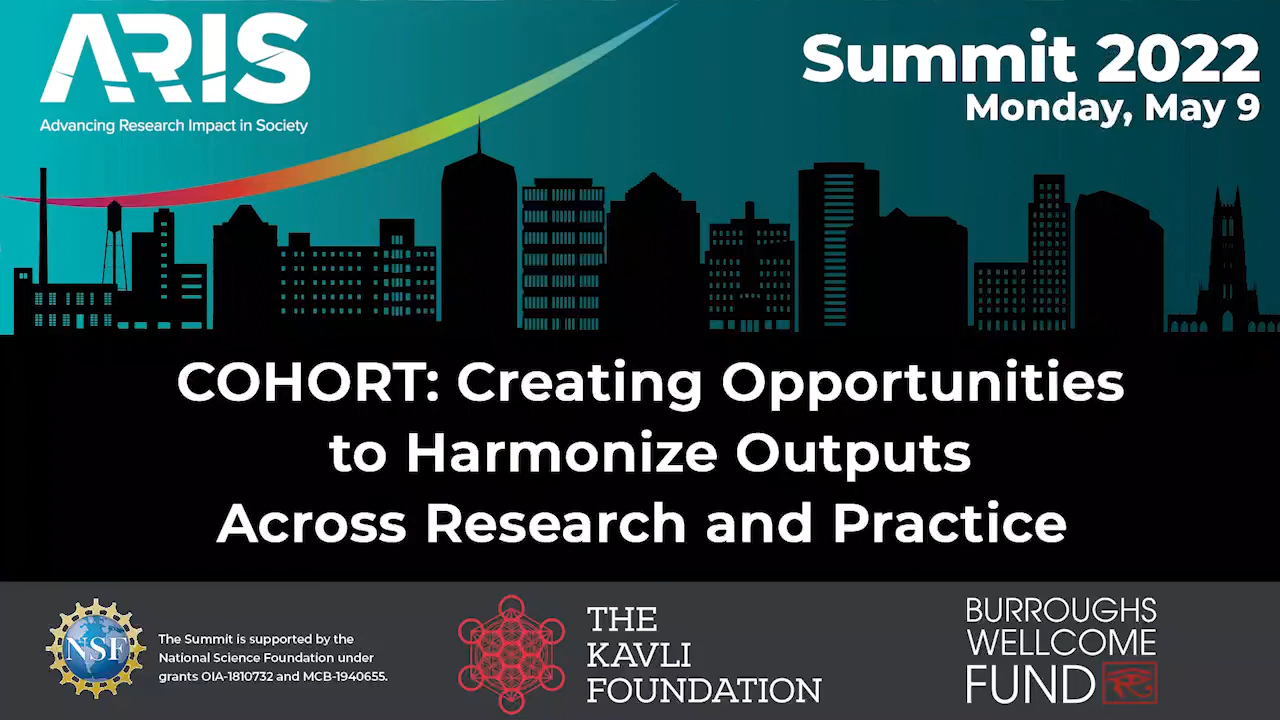 ARIS
Advancing Research Impact in Society
Summit 2022
Monday, May 9
COHORT: Creating Opportunities
to Harmonize Outputs
Across Research and Practice
NSF
The Summit is supported by the
National Science Foundation under
grants OIA-1810732 and MCB-1940655.
THE
KAVLI
FOUNDATION
BURROUGHS
WELLCOME
FUND